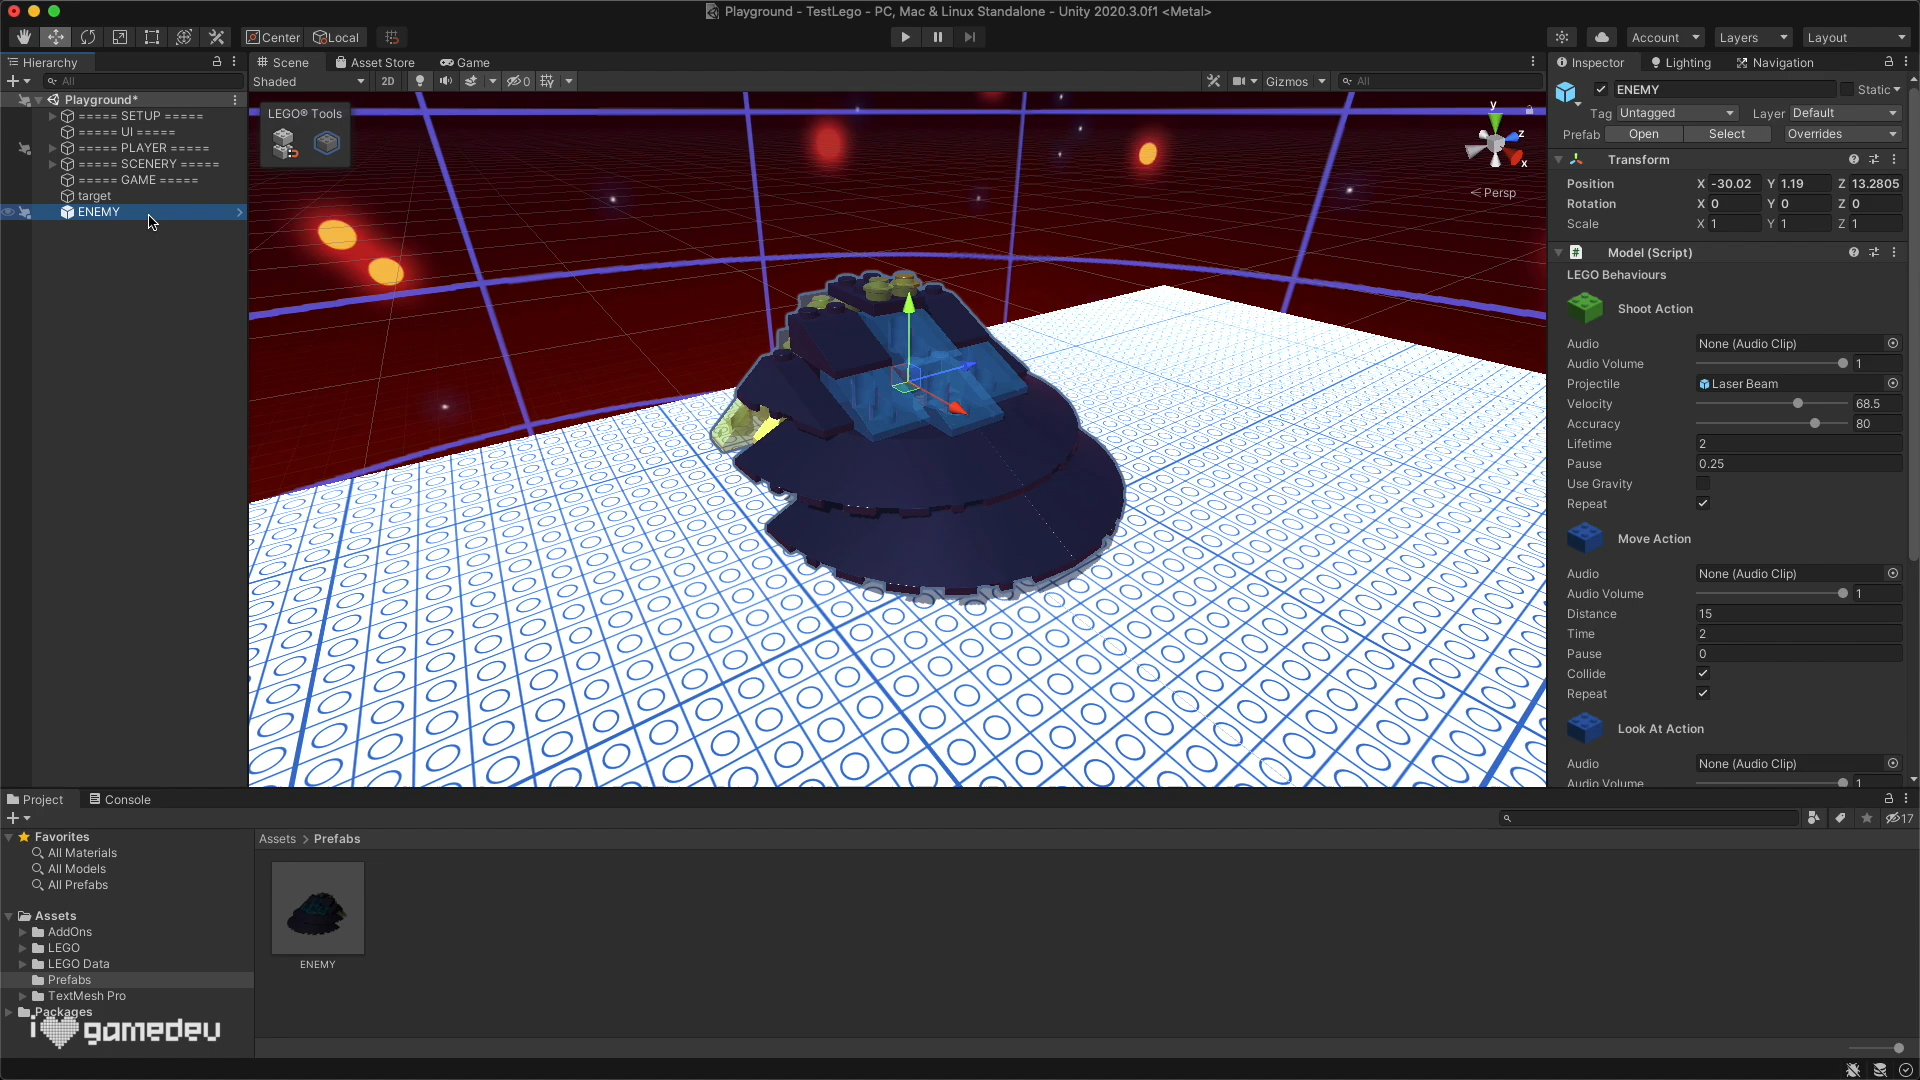 Playground - TestLego - PC, Mac & Linux Standalone - Unity 2020.3.0f1 <Metal>
Center Local Account Layers Layout
Hierarchy Scene Asset Store Game Inspector Lighting Navigation
All Shaded 2D 0 Gizmos All
Playground*
===== SETUP =====
===== UI =====
===== PLAYER =====
===== SCENERY =====
===== GAME =====
target
ENEMY
LEGO® Tools
y
z
x
Persp
ENEMY Static
Tag Untagged Layer Default
Prefab Open Select Overrides
Transform
Position X -30.02 Y 1.19 Z 13.2805
Rotation X 0 Y 0 Z 0
Scale X 1 Y 1 Z 1
# Model (Script)
LEGO Behaviours
Shoot Action
Audio None (Audio Clip)
Audio Volume 1
Projectile Laser Beam
Velocity 68.5
Accuracy 80
Lifetime 2
Pause 0.25
Use Gravity
Repeat
Move Action
Audio None (Audio Clip)
Audio Volume 1
Distance 15
Time 2
Pause 0
Collide
Repeat
Look At Action
Audio None (Audio Clip)
Audio Volume 1
Project Console
17
Favorites
All Materials
All Models
All Prefabs
Assets
AddOns
LEGO
LEGO Data
Prefabs
TextMesh Pro
Packages
Assets > Prefabs
ENEMY
i gamedev